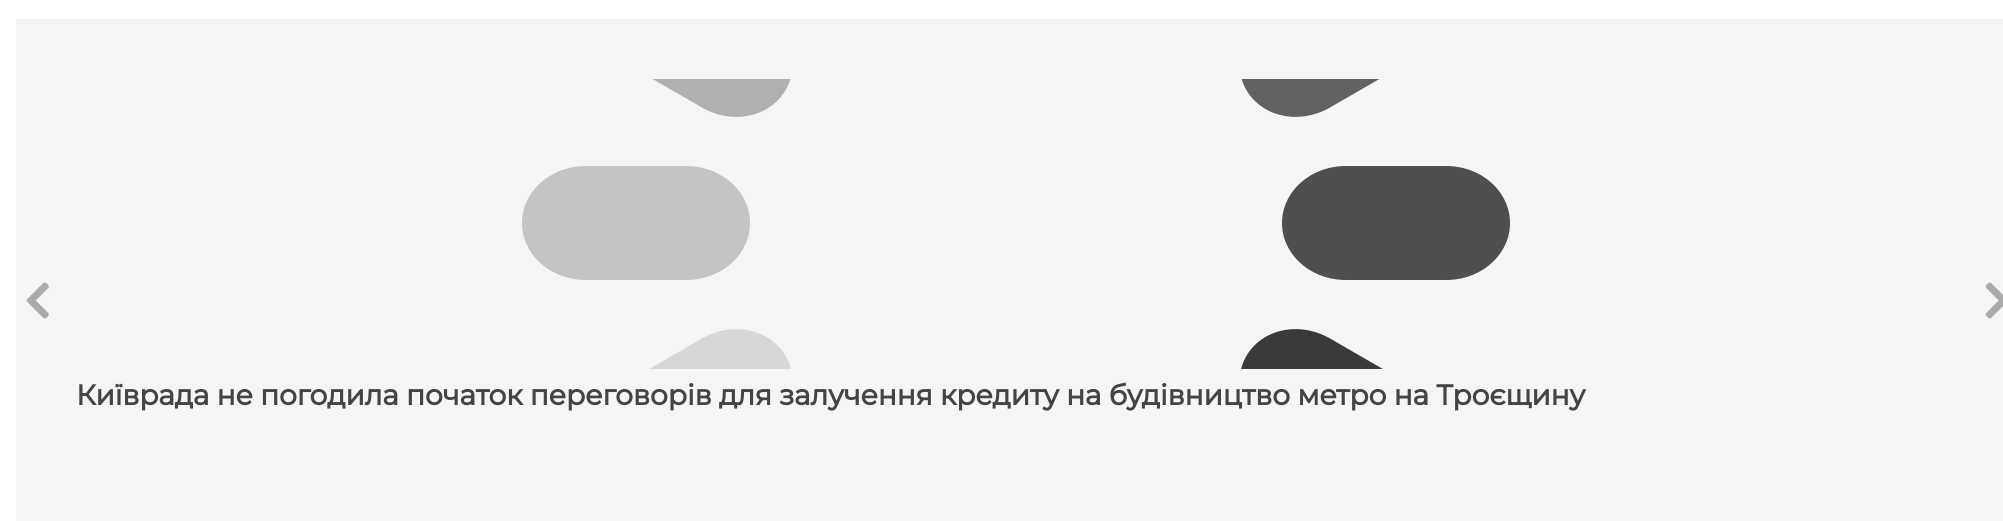 Київрада не погодила початок переговорів для залучення кредиту на будівництво метро на Троєщину